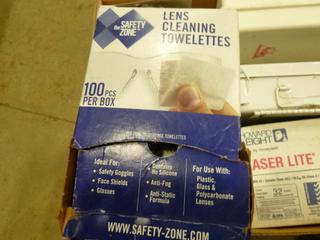 the SAFETY ZONE
LENS
CLEANING
TOWELETTES
100 PCS
PER BOX
TOWELETTES
Ideal For:
• Safety Goggles
• Face Shields
• Glasses
No Silicone
• Anti-Fog
• Anti-Static
Formula
For Use With:
Plastic,
Glass &
Polycarbonate
Lenses
WWW.SAFETY-ZONE.COM
HOWARD
LEIGHT
by Honeywell
LASER LITE
32